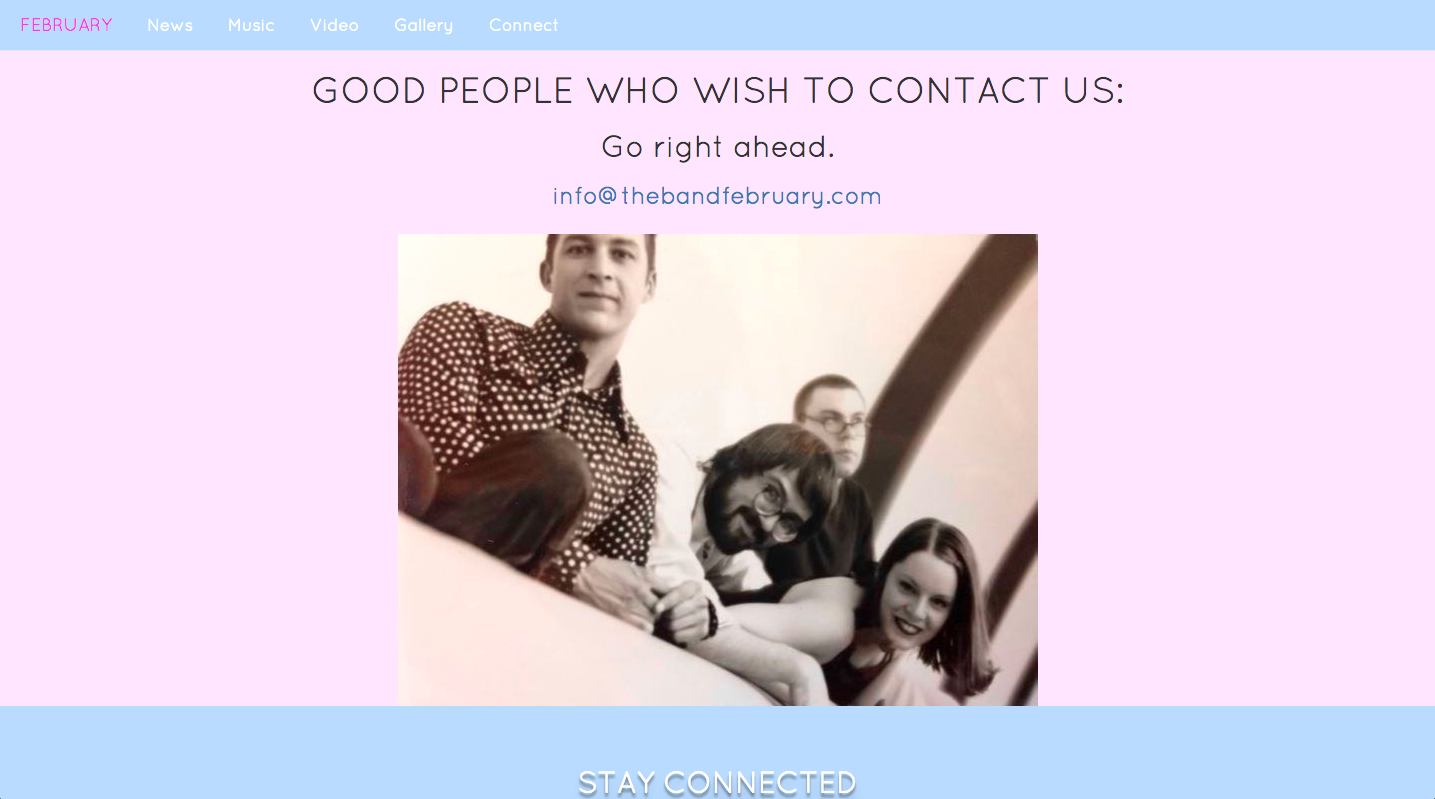 FEBRUARY News Music Video Gallery Connect
GOOD PEOPLE WHO WISH TO CONTACT US:
Go right ahead.
info@thebandfebruary.com
STAY CONNECTED